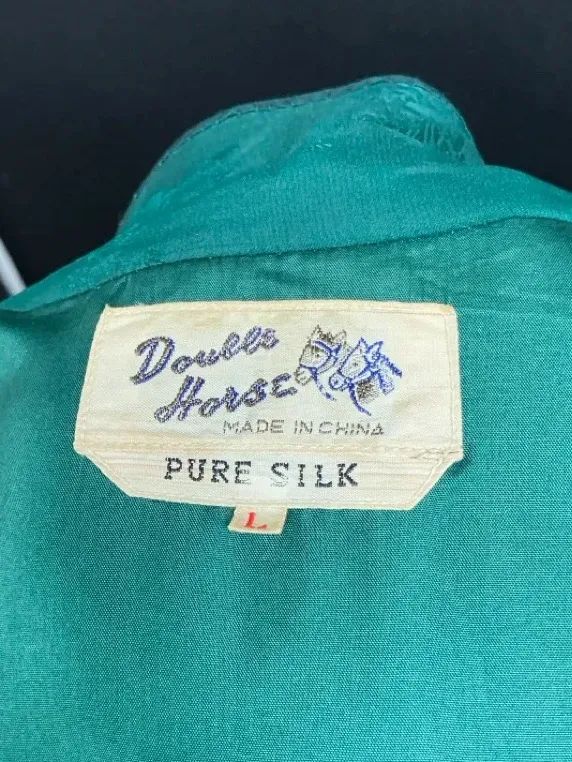 Double
Horse
MADE IN CHINA
PURE SILK
L